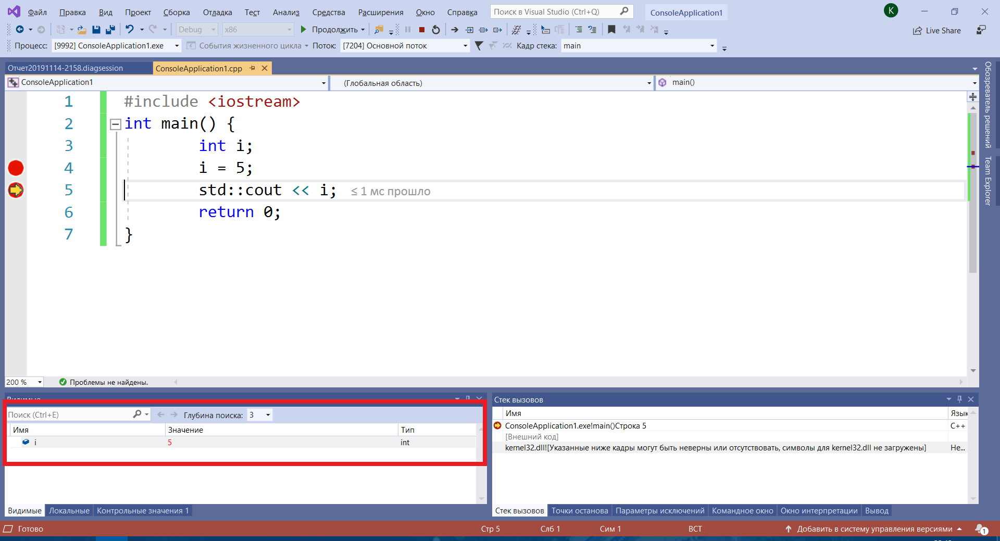 Файл Правка Вид Проект Сборка Отладка Тест Анализ Средства Расширения Окно Справка Поиск в Visual Studio (Ctrl+Q) ConsoleApplication1 K
Debug x86 Продолжить Live Share
Процесс: [9992] ConsoleApplication1.exe События жизненного цикла Поток: [7204] Основной поток Кадр стека: main
Отчет20191114-2158.diagsession ConsoleApplication1.cpp
ConsoleApplication1 (Глобальная область) main()
1 #include <iostream>
2 int main() {
3 int i;
4 i = 5;
5 std::cout << i; ≤ 1 мс прошло
6 return 0;
7 }
Обозреватель решений
Team Explorer
200 % Проблемы не найдены.
Видимые
Поиск (Ctrl+E) Глубина поиска: 3
Имя Значение Тип
i 5 int
Видимые Локальные Контрольные значения 1
Стек вызовов
Имя Язык
ConsoleApplication1.exe!main()Строка 5 C++
[Внешний код]
kernel32.dll![Указанные ниже кадры могут быть неверны или отсутствовать, символы для kernel32.dll не загружены] Не...
Стек вызовов Точки останова Параметры исключений Командное окно Окно интерпретации Вывод
Готово Стр 5 Слб 1 Сим 1 ВСТ Добавить в систему управления версиями 1